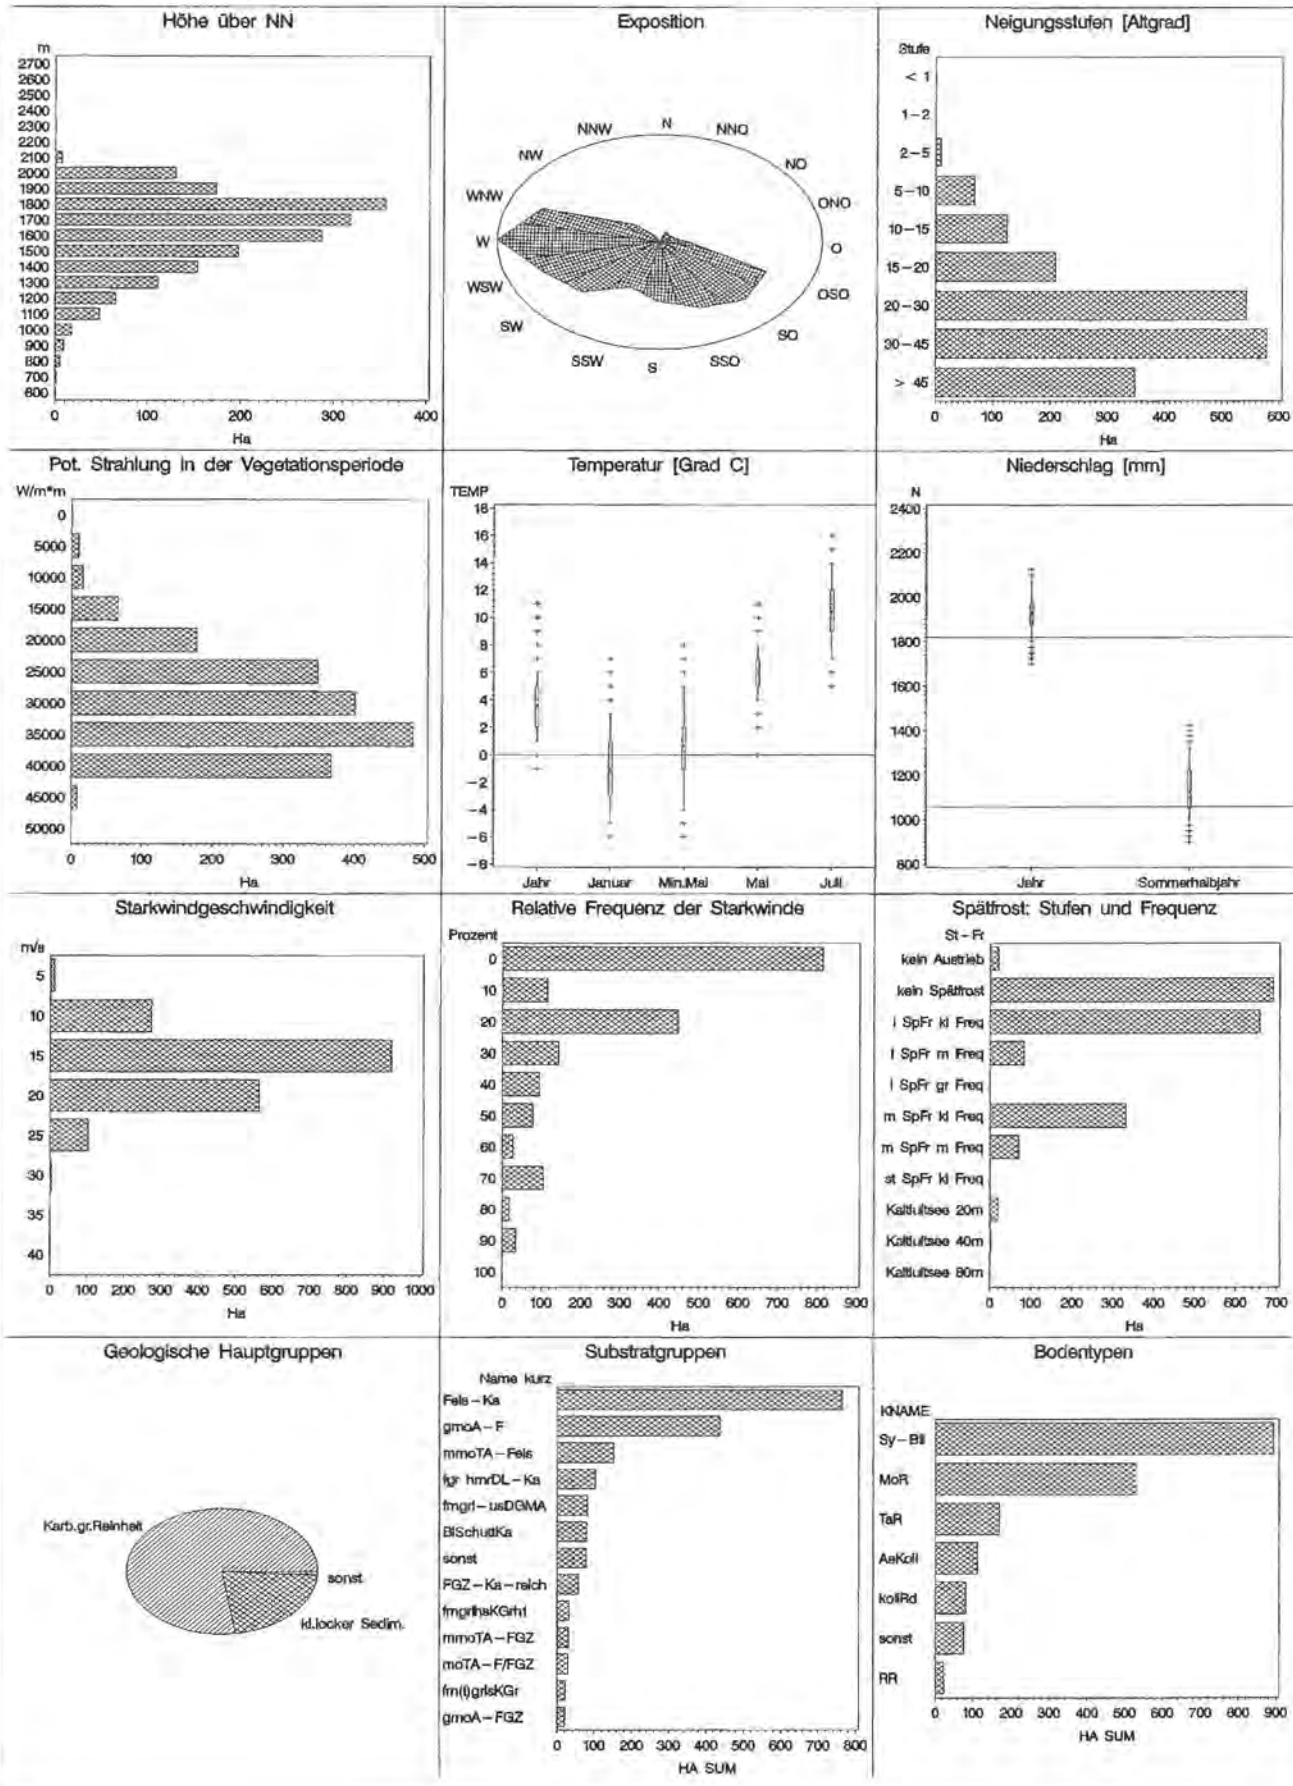 Höhe über NN
m
2700
2600
2500
2400
2300
2200
2100
2000
1900
1800
1700
1600
1500
1400
1300
1200
1100
1000
900
800
700
600
0 100 200 300 400
Ha
Exposition
N
NNO
NO
ONO
O
OSO
SO
SSO
S
SSW
SW
WSW
W
WNW
NW
NNW
Neigungsstufen [Altgrad]
Stufe
< 1
1-2
2-5
5-10
10-15
15-20
20-30
30-45
> 45
0 100 200 300 400 500 600
Ha
Pot. Strahlung in der Vegetationsperiode
W/m*m
0
5000
10000
15000
20000
25000
30000
35000
40000
45000
50000
0 100 200 300 400 500
Ha
Temperatur [Grad C]
TEMP
18
16
14
12
10
8
6
4
2
0
-2
-4
-6
-8
Jahr Januar Min.Mai Mai Juli
Niederschlag [mm]
N
2400
2200
2000
1800
1600
1400
1200
1000
800
Jahr Sommerhalbjahr
Starkwindgeschwindigkeit
m/s
5
10
15
20
25
30
35
40
0 100 200 300 400 500 600 700 800 900 1000
Ha
Relative Frequenz der Starkwinde
Prozent
0
10
20
30
40
50
60
70
80
90
100
0 100 200 300 400 500 600 700 800 900
Ha
Spätfrost: Stufen und Frequenz
St-Fr
kein Austrieb
kein Spätfrost
l SpFr kl Freq
l SpFr m Freq
l SpFr gr Freq
m SpFr kl Freq
m SpFr m Freq
st SpFr kl Freq
Kaltluftsee 20m
Kaltluftsee 40m
Kaltluftsee 80m
0 100 200 300 400 500 600 700
Ha
Geologische Hauptgruppen
Karb.gr.Reinheit
sonst
kl.locker Sedim.
Substratgruppen
Name kurz
Fels-Ka
gmoA-F
mmoTA-Fels
fgr hmrDL-Ka
fmgrl-usDGMA
BlSchuttKa
sonst
FGZ-Ka-reich
mmoTA-FGZ
moTA-F/FGZ
gmoA-FGZ
0 100 200 300 400 500 600 700 800
HA SUM
Bodentypen
KNAME
Sy-Bll
MoR
TaR
AeKoll
kollRd
sonst
RR
0 100 200 300 400 500 600 700 800 900
HA SUM